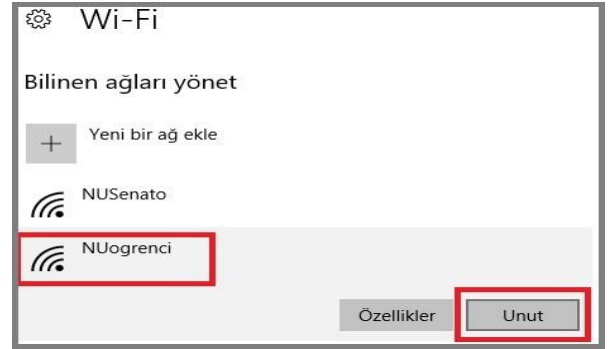 Wi-Fi
Bilinen ağları yönet
Yeni bir ağ ekle
NUSenato
NUogrenci
Özellikler Unut